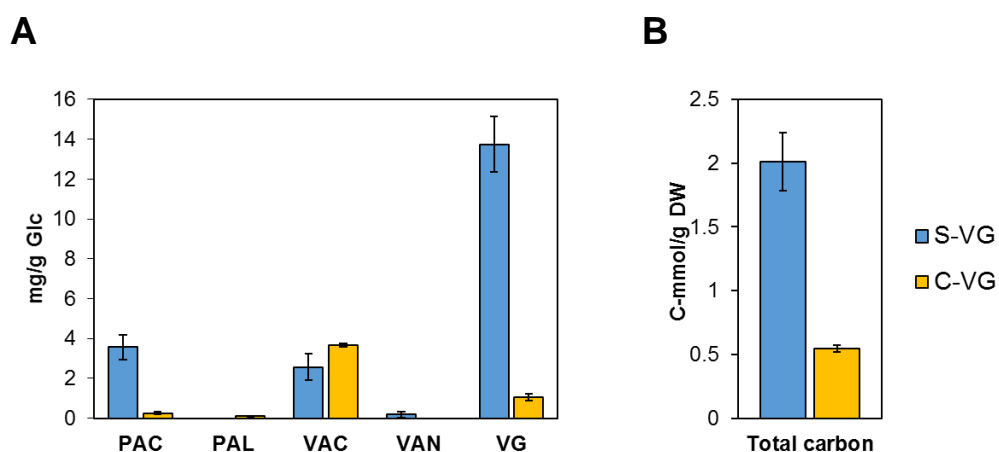 A
B
mg/g Glc
16
14
12
10
8
6
4
2
0
PAC PAL VAC VAN VG
C-mmol/g DW
2.5
2
1.5
1
0.5
0
Total carbon
S-VG
C-VG